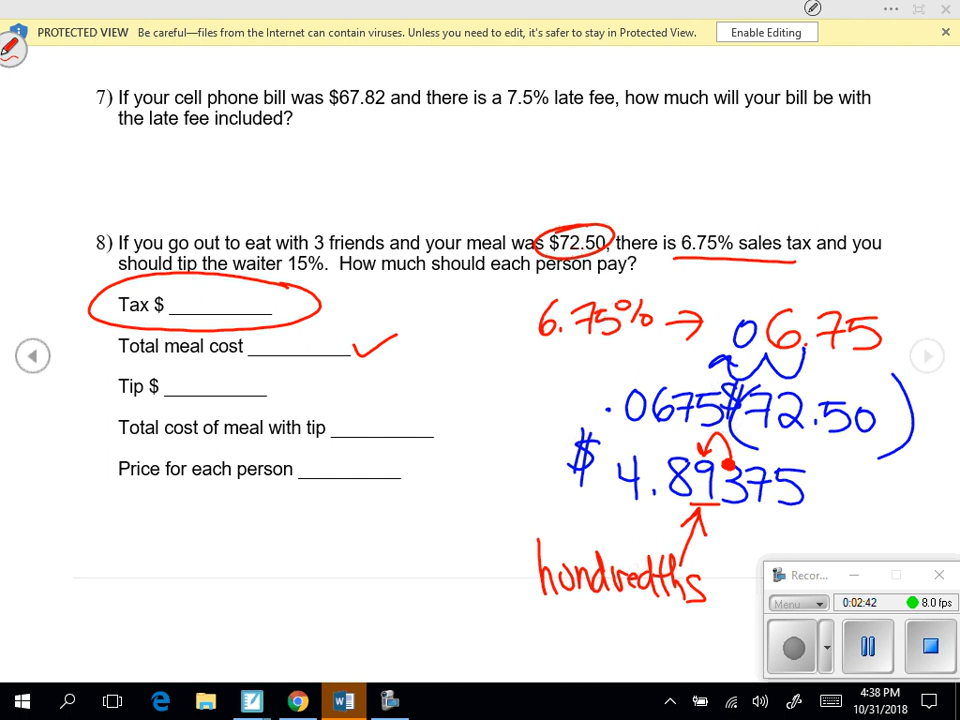 PROTECTED VIEW Be careful—files from the Internet can contain viruses. Unless you need to edit, it's safer to stay in Protected View. Enable Editing
7) If your cell phone bill was $67.82 and there is a 7.5% late fee, how much will your bill be with
the late fee included?
8) If you go out to eat with 3 friends and your meal was $72.50, there is 6.75% sales tax and you
should tip the waiter 15%. How much should each person pay?
Tax $ __________
6.75% → 06.75
Total meal cost __________
Tip $ __________
.0675 ($72.50)
Total cost of meal with tip __________
Price for each person __________
$4.89375
hundredths
Recor...
Menu
0:02:42
8.0 fps
4:38 PM
10/31/2018